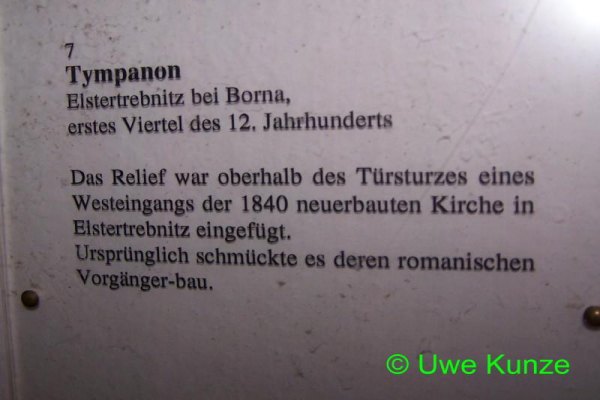 7
Tympanon
Elstertrebnitz bei Borna,
erstes Viertel des 12. Jahrhunderts
Das Relief war oberhalb des Türsturzes eines
Westeingangs der 1840 neuerbauten Kirche in
Elstertrebnitz eingefügt.
Ursprünglich schmückte es deren romanischen
Vorgänger-bau.
© Uwe Kunze